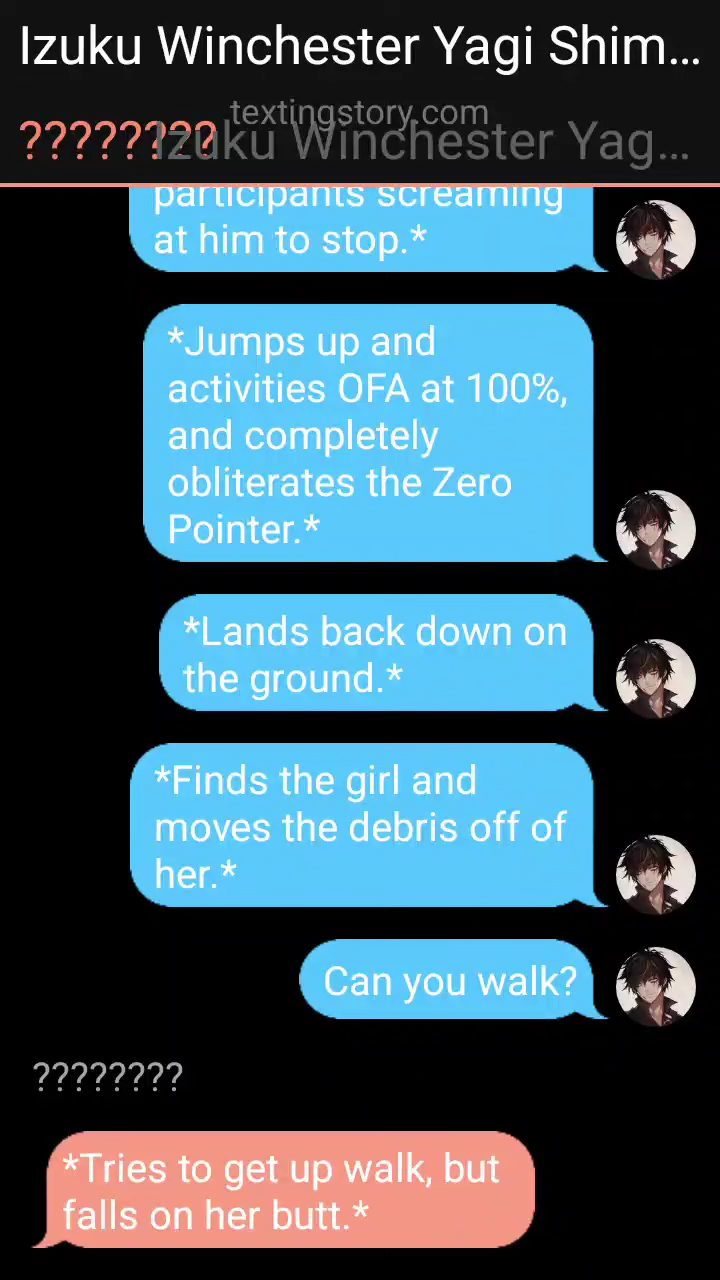 Izuku Winchester Yagi Shim...
textingstory.com
????????
Izuku Winchester Yag...
participants screaming
at him to stop.*
*Jumps up and
activities OFA at 100%,
and completely
obliterates the Zero
Pointer.*
*Lands back down on
the ground.*
*Finds the girl and
moves the debris off of
her.*
Can you walk?
????????
*Tries to get up walk, but
falls on her butt.*